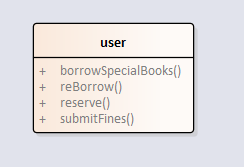 user
+ borrowSpecialBooks()
+ reBorrow()
+ reserve()
+ submitFines()